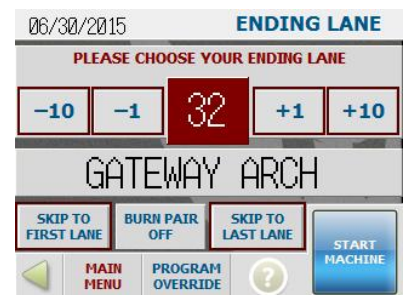 06/30/2015 ENDING LANE
PLEASE CHOOSE YOUR ENDING LANE
−10 −1 32 +1 +10
GATEWAY ARCH
SKIP TO
FIRST LANE
BURN PAIR
OFF
SKIP TO
LAST LANE
START
MACHINE
MAIN
MENU
PROGRAM
OVERRIDE
?